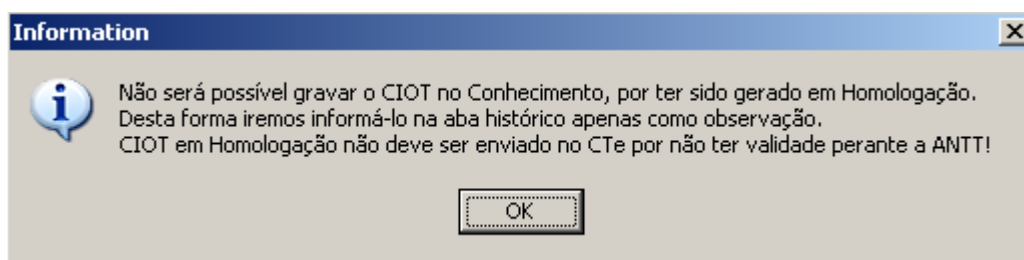 Information
Não será possível gravar o CIOT no Conhecimento, por ter sido gerado em Homologação.
Desta forma iremos informá-lo na aba histórico apenas como observação.
CIOT em Homologação não deve ser enviado no CTe por não ter validade perante a ANTT!
OK